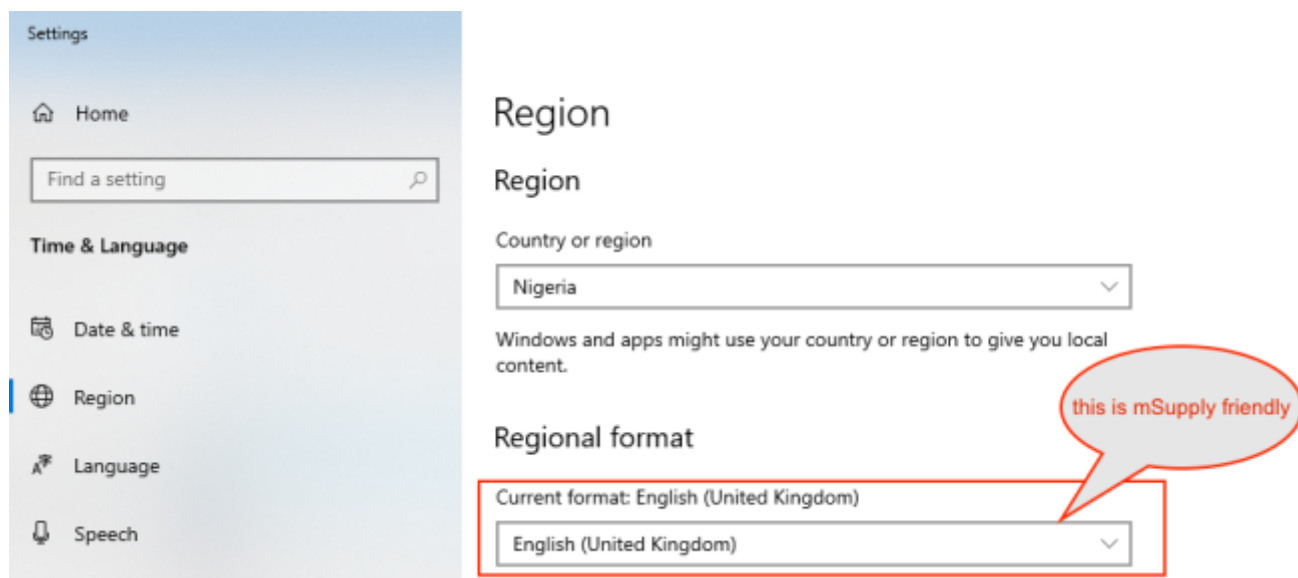 Settings
Home
Find a setting
Time & Language
Date & time
Region
Language
Speech
Region
Region
Country or region
Nigeria
Windows and apps might use your country or region to give you local
content.
this is mSupply friendly
Regional format
Current format: English (United Kingdom)
English (United Kingdom)